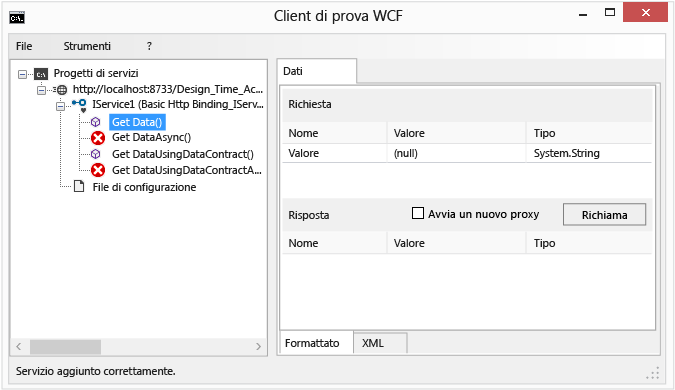 Client di prova WCF
File Strumenti ?
Progetti di servizi
http://localhost:8733/Design_Time_Ac...
IService1 (Basic Http Binding_IServ...
Get Data()
Get DataAsync()
Get DataUsingDataContract()
Get DataUsingDataContractA...
File di configurazione
Dati
Richiesta
Nome Valore Tipo
Valore (null) System.String
Risposta Avvia un nuovo proxy Richiama
Nome Valore Tipo
Formattato XML
Servizio aggiunto correttamente.